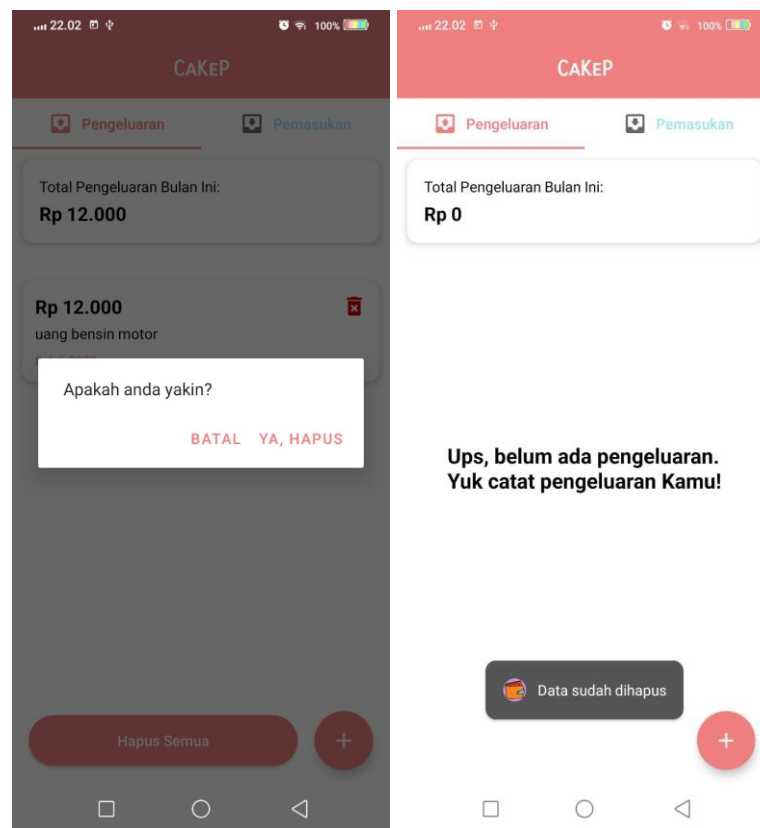 22.02
100%
CAKEP
Pengeluaran
Pemasukan
Total Pengeluaran Bulan Ini:
Rp 12.000
Rp 12.000
uang bensin motor
Apakah anda yakin?
BATAL YA, HAPUS
Hapus Semua
+
22.02
100%
CAKEP
Pengeluaran
Pemasukan
Total Pengeluaran Bulan Ini:
Rp 0
Ups, belum ada pengeluaran.
Yuk catat pengeluaran Kamu!
Data sudah dihapus
+